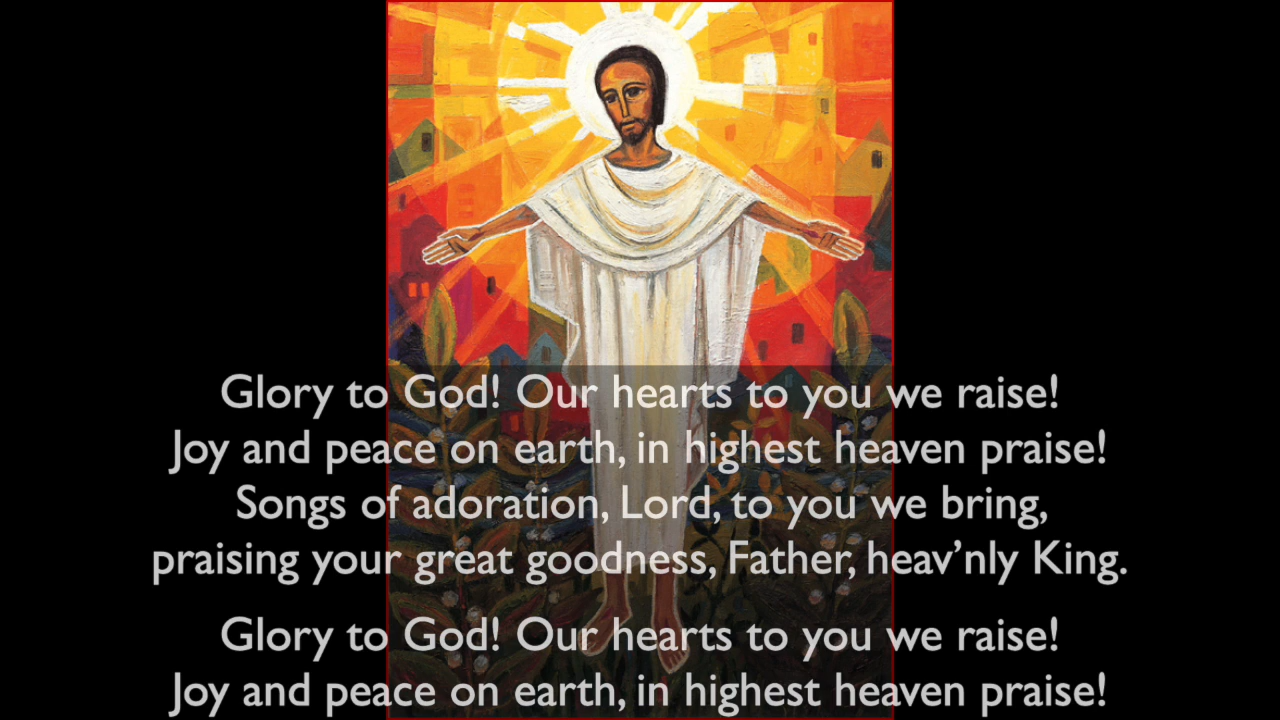 Glory to God! Our hearts to you we raise!
Joy and peace on earth, in highest heaven praise!
Songs of adoration, Lord, to you we bring,
praising your great goodness, Father, heav’nly King.
Glory to God! Our hearts to you we raise!
Joy and peace on earth, in highest heaven praise!